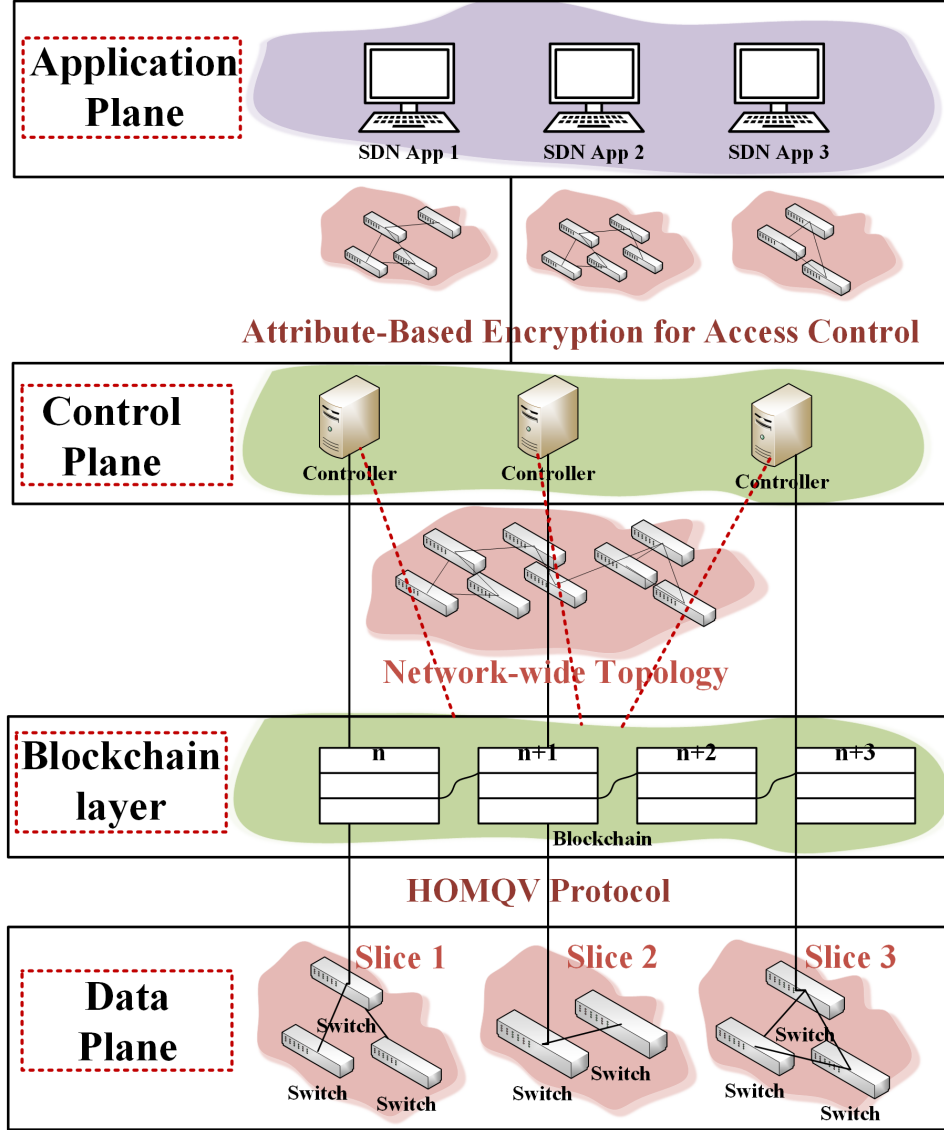 Application
Plane
SDN App 1
SDN App 2
SDN App 3
Attribute-Based Encryption for Access Control
Control
Plane
Controller
Controller
Controller
Network-wide Topology
Blockchain
layer
n
n+1
n+2
n+3
Blockchain
HOMQV Protocol
Data
Plane
Slice 1
Slice 2
Slice 3
Switch
Switch
Switch
Switch
Switch
Switch
Switch
Switch